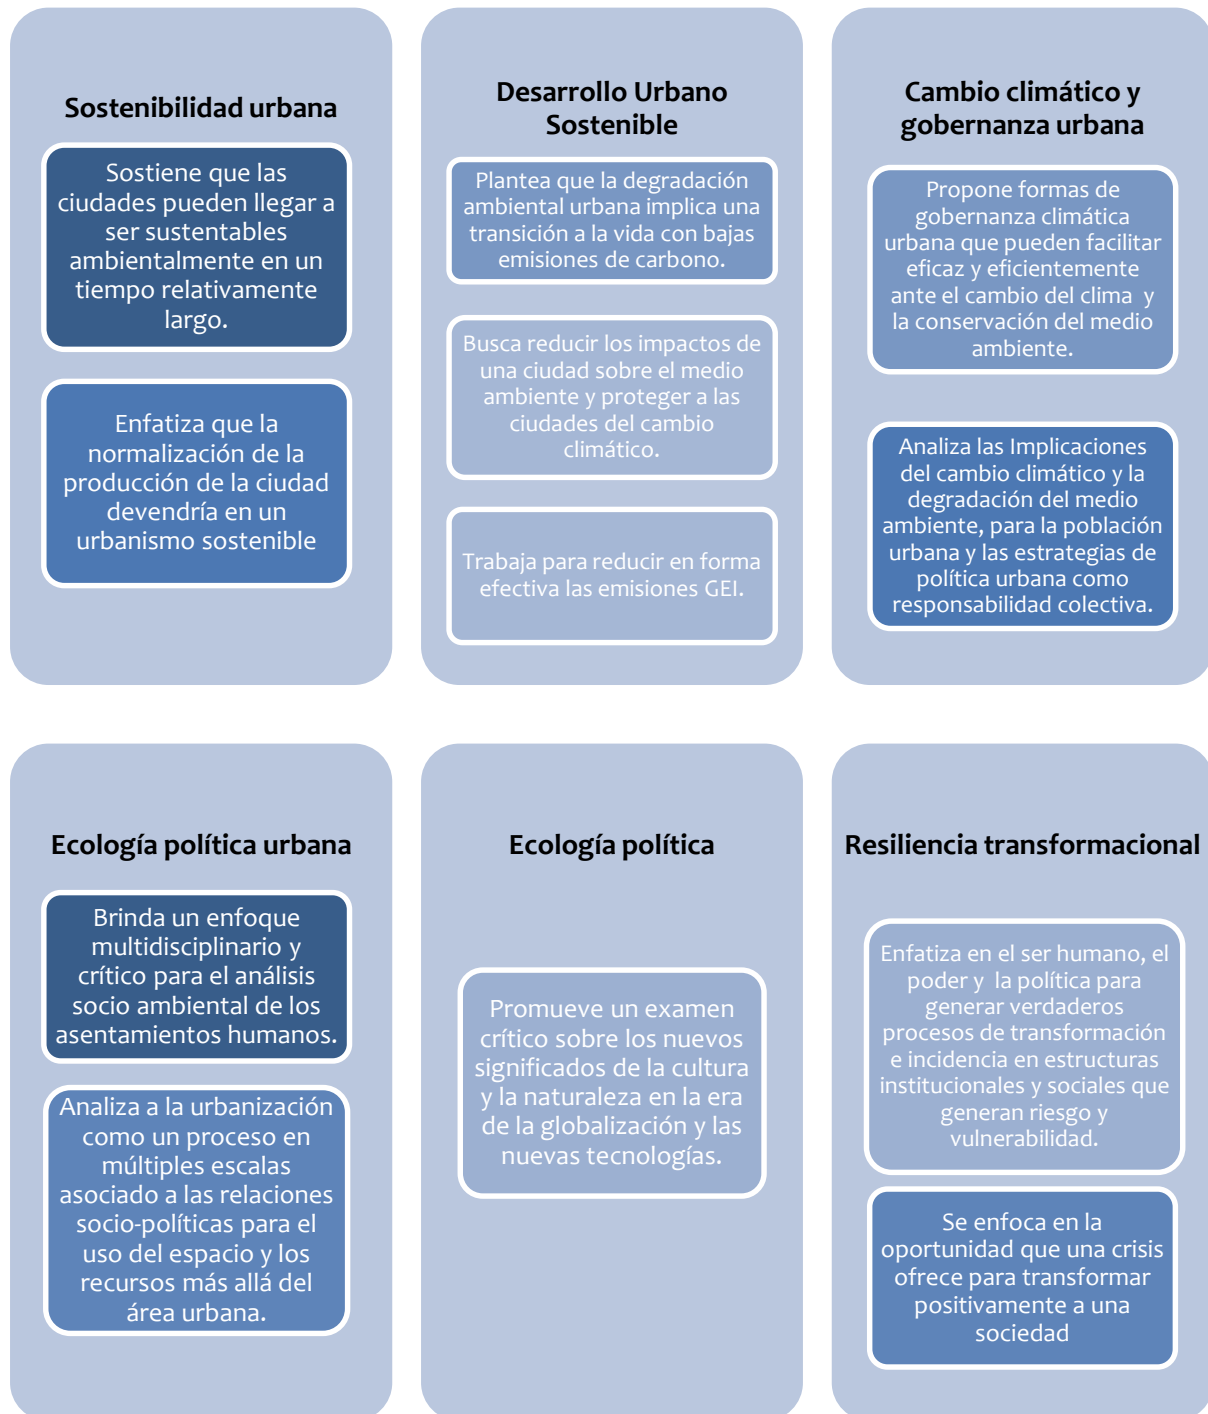 Sostenibilidad urbana
Sostiene que las
ciudades pueden llegar a
ser sustentables
ambientalmente en un
tiempo relativamente
largo.
Enfatiza que la
normalización de la
producción de la ciudad
devendría en un
urbanismo sostenible
Desarrollo Urbano
Sostenible
Plantea que la degradación
ambiental urbana implica una
transición a la vida con bajas
emisiones de carbono.
Busca reducir los impactos de
una ciudad sobre el medio
ambiente y proteger a las
ciudades del cambio
climático.
Trabaja para reducir en forma
efectiva las emisiones GEI.
Cambio climático y
gobernanza urbana
Propone formas de
gobernanza climática
urbana que pueden facilitar
eficaz y eficientemente
ante el cambio del clima  y
la conservación del medio
ambiente.
Analiza las Implicaciones
del cambio climático y la
degradación del medio
ambiente, para la población
urbana y las estrategias de
política urbana como
responsabilidad colectiva.
Ecología política urbana
Brinda un enfoque
multidisciplinario y
crítico para el análisis
socio ambiental de los
asentamientos humanos.
Analiza a la urbanización
como un proceso en
múltiples escalas
asociado a las relaciones
socio-políticas para el
uso del espacio y los
recursos más allá del
área urbana.
Ecología política
Promueve un examen
crítico sobre los nuevos
significados de la cultura
y la naturaleza en la era
de la globalización y las
nuevas tecnologías.
Resiliencia transformacional
Enfatiza en el ser humano, el
poder y  la política para
generar verdaderos
procesos de transformación
e incidencia en estructuras
institucionales y sociales que
generan riesgo y
vulnerabilidad.
Se enfoca en la
oportunidad que una crisis
ofrece para transformar
positivamente a una
sociedad